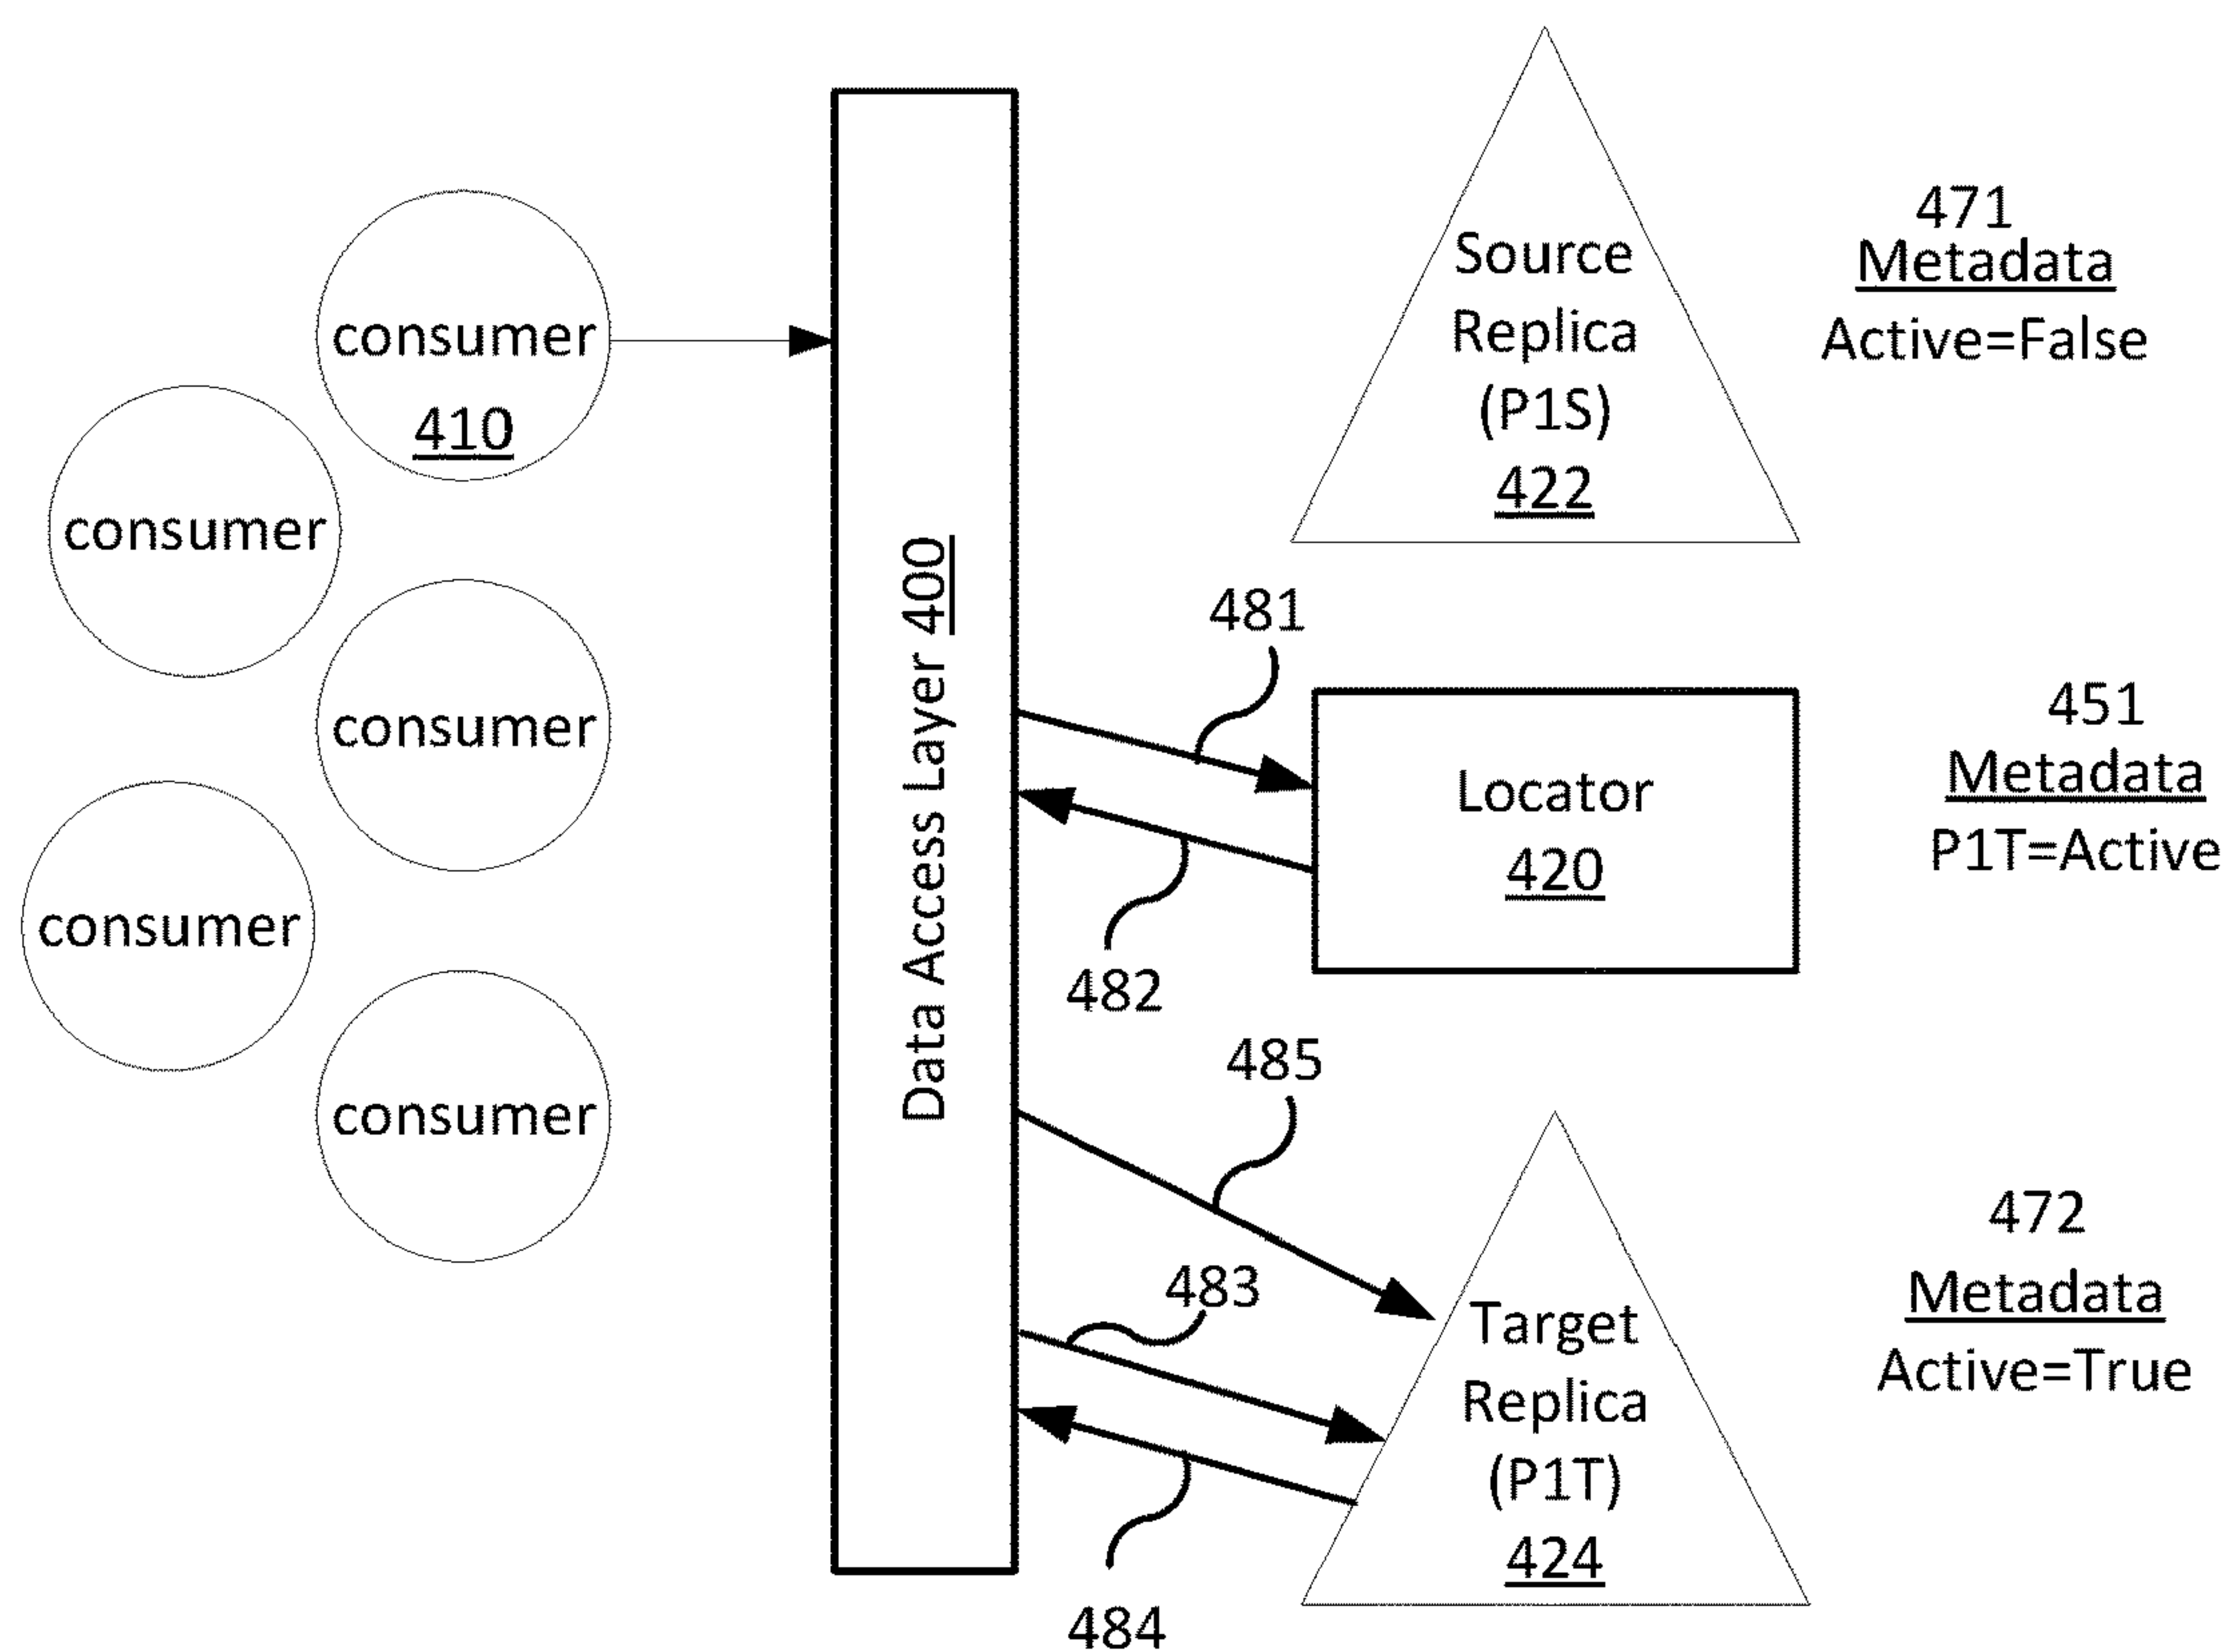 consumer
410
consumer
consumer
consumer
consumer
Data Access Layer 400
Source
Replica
(P1S)
422
471
Metadata
Active=False
481
482
Locator
420
451
Metadata
P1T=Active
485
483
484
Target
Replica
(P1T)
424
472
Metadata
Active=True